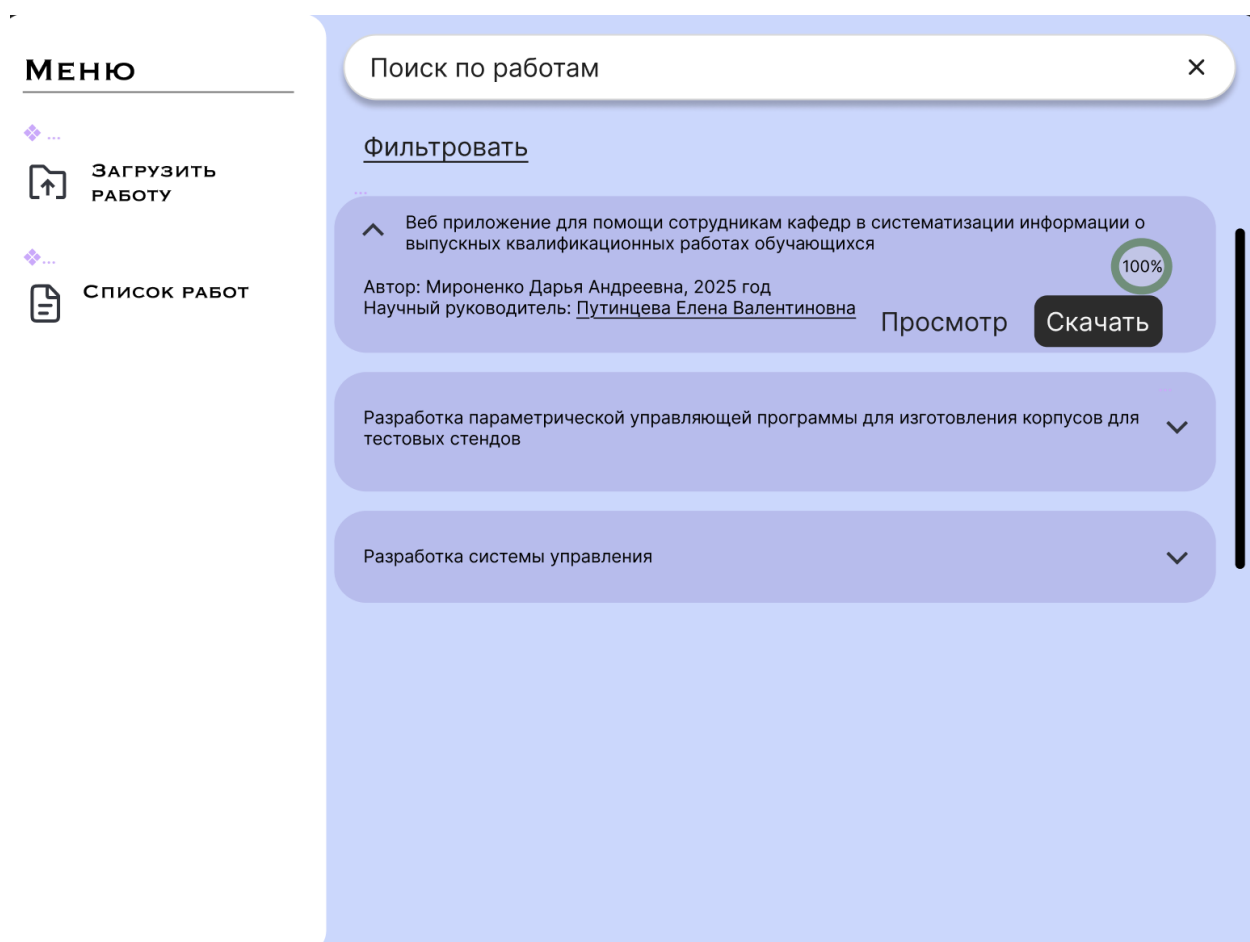 Меню
Поиск по работам
Фильтровать
...
Загрузить
работу
...
Список работ
...
Веб приложение для помощи сотрудникам кафедр в систематизации информации о
выпускных квалификационных работах обучающихся
100%
Автор: Мироненко Дарья Андреевна, 2025 год
Научный руководитель: Путинцева Елена Валентиновна
Просмотр
Скачать
Разработка параметрической управляющей программы для изготовления корпусов для
тестовых стендов
Разработка системы управления